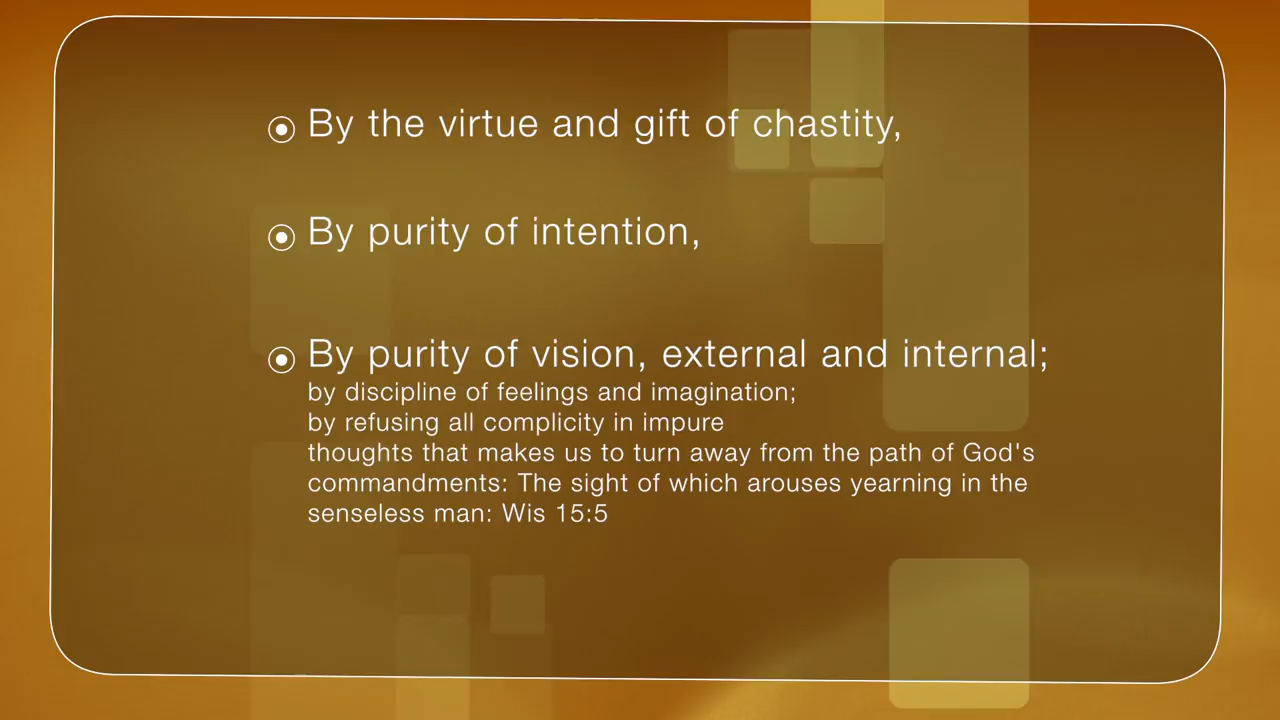 By the virtue and gift of chastity,
By purity of intention,
By purity of vision, external and internal;
by discipline of feelings and imagination;
by refusing all complicity in impure
thoughts that makes us to turn away from the path of God's
commandments: The sight of which arouses yearning in the
senseless man: Wis 15:5